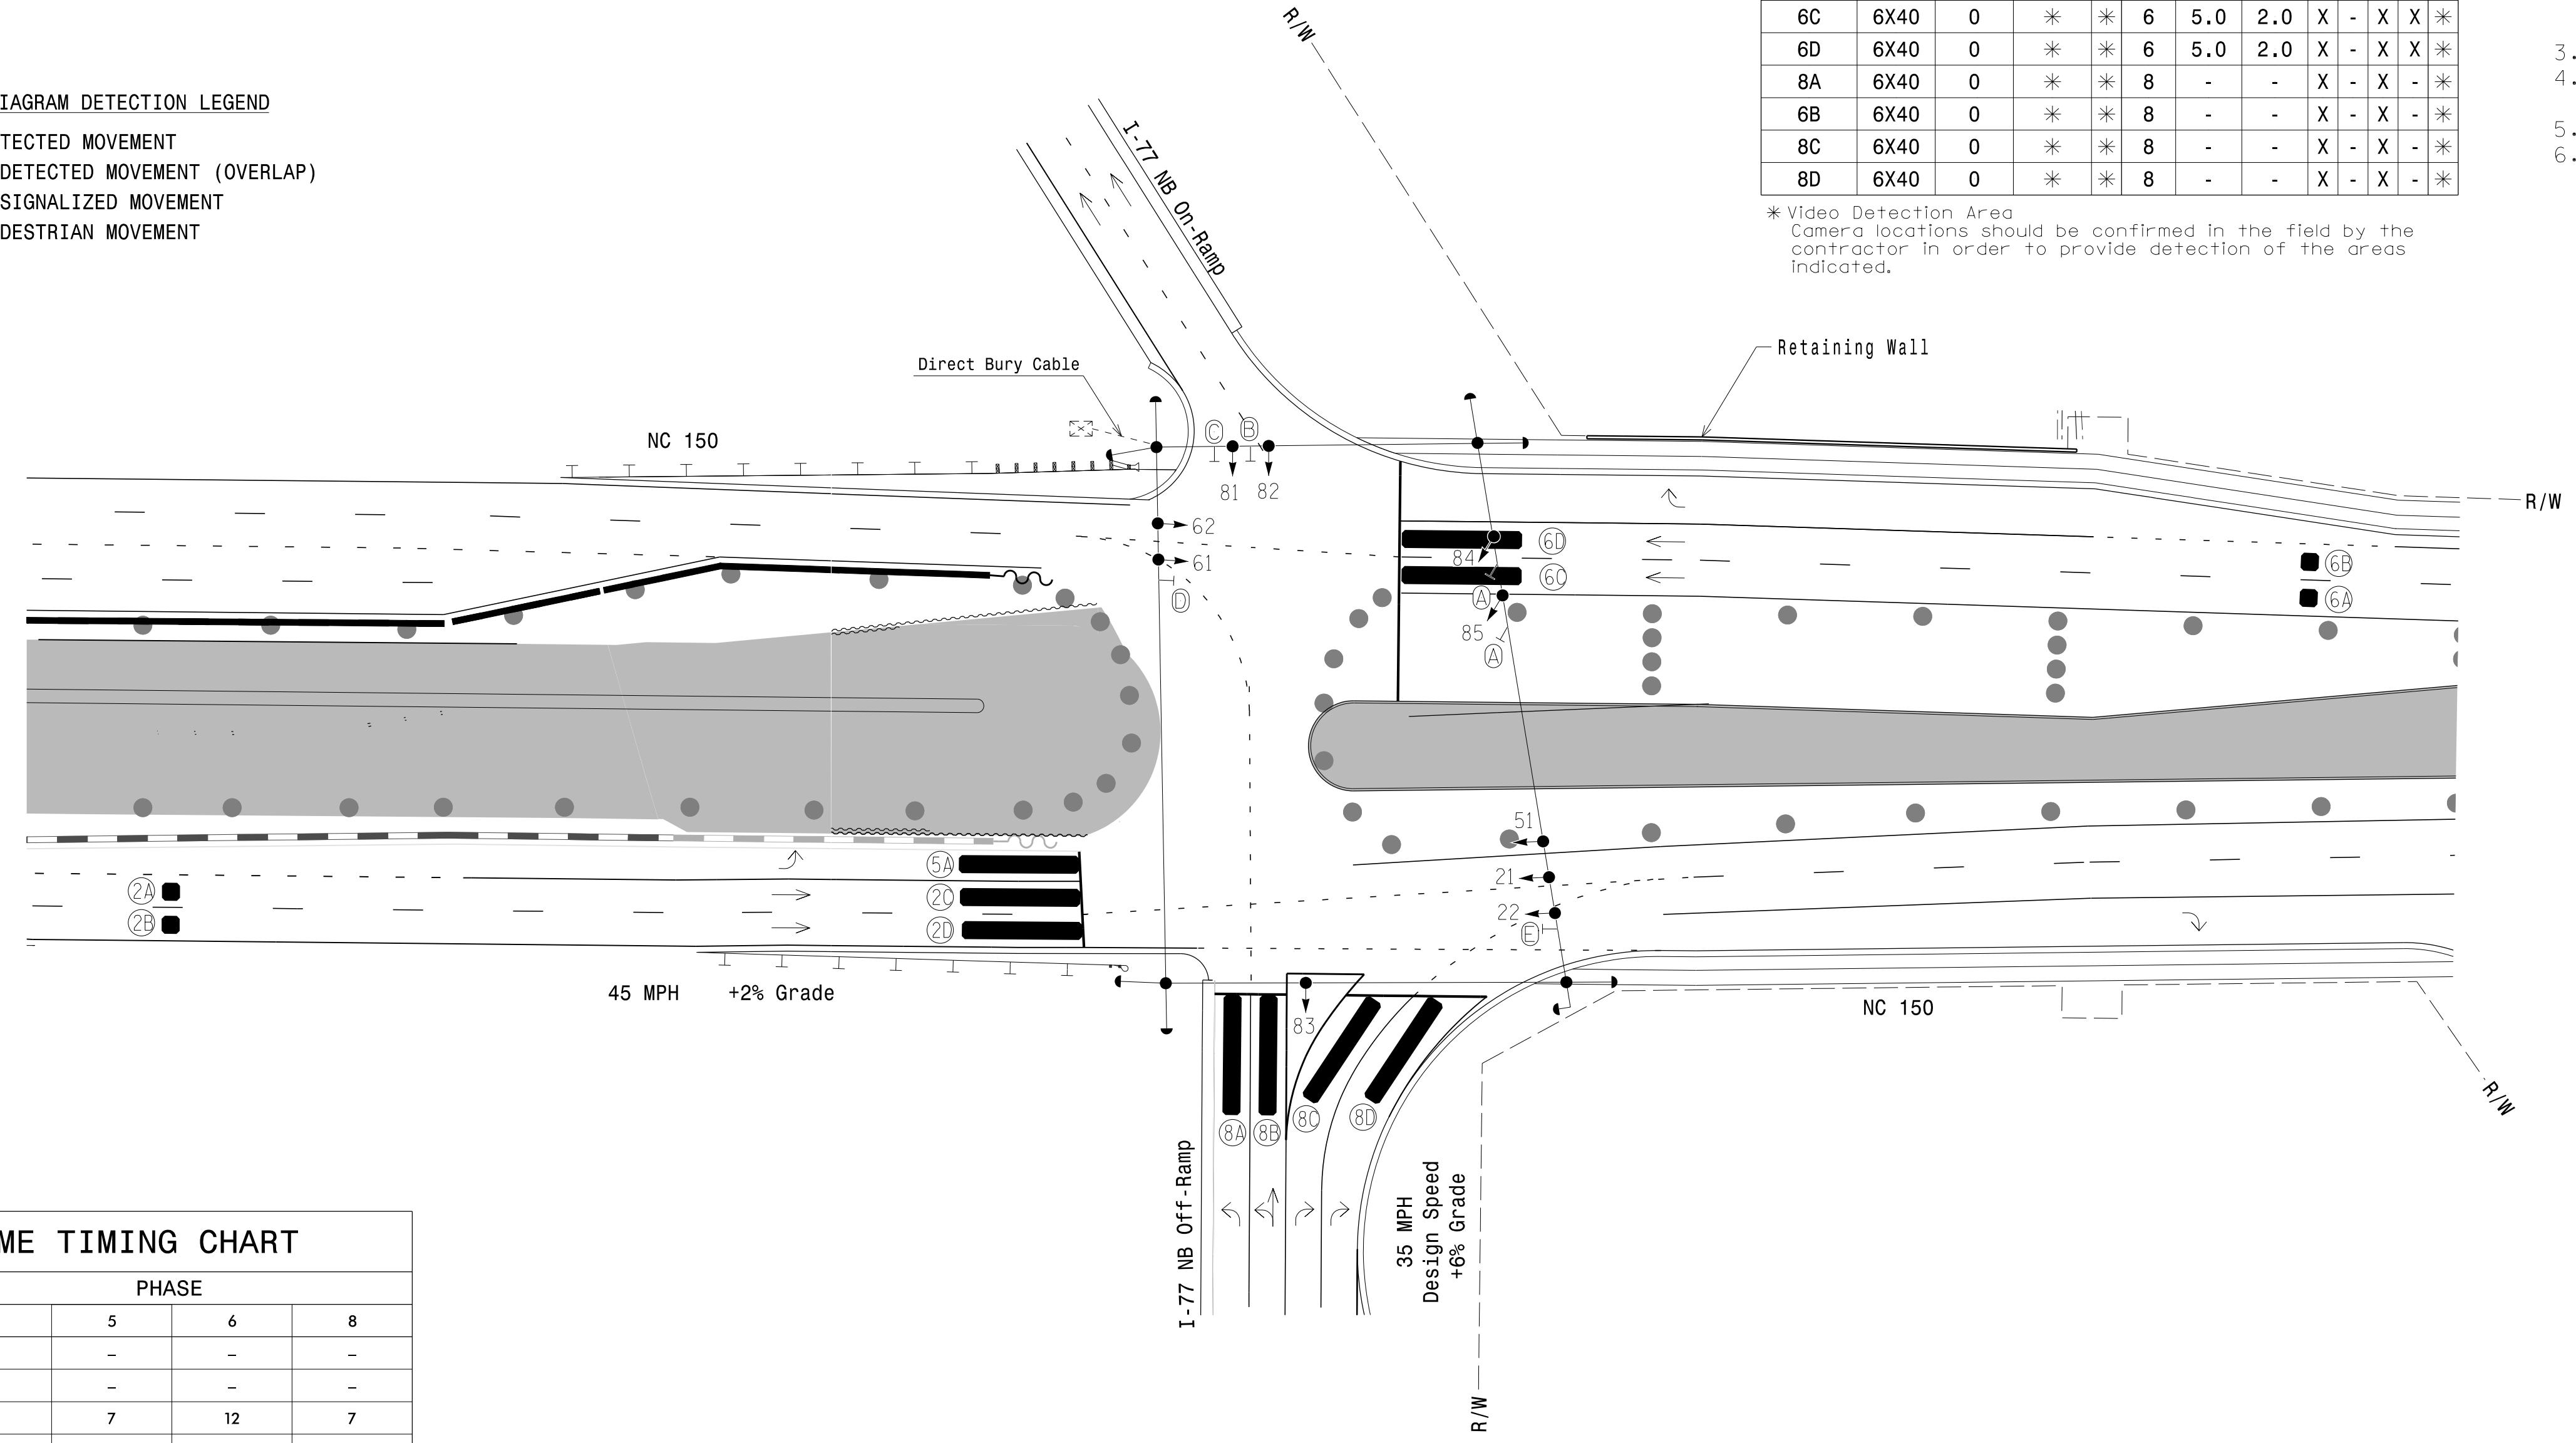 6C 6X40 0 * * 6 5.0 2.0 X - X X *
6D 6X40 0 * * 6 5.0 2.0 X - X X *
8A 6X40 0 * * 8 - - X - X - *
6B 6X40 0 * * 8 - - X - X - *
8C 6X40 0 * * 8 - - X - X - *
8D 6X40 0 * * 8 - - X - X - *
* Video Detection Area
Camera locations should be confirmed in the field by the
contractor in order to provide detection of the areas
indicated.
3.
4.
5.
6.
IAGRAM DETECTION LEGEND
TECTED MOVEMENT
DETECTED MOVEMENT (OVERLAP)
SIGNALIZED MOVEMENT
DESTRIAN MOVEMENT
R/W
I-77 NB On-Ramp
Direct Bury Cable
Retaining Wall
NC 150
C
B
81
82
R/W
62
61
D
84
6D
6C
A
85
A
6B
6A
51
21
22
E
5A
2C
2D
2A
2B
45 MPH
+2% Grade
83
NC 150
R/W
8A
8B
8C
8D
I-77 NB Off-Ramp
35 MPH
Design Speed
+6% Grade
R/W
ME TIMING CHART
PHASE
5 6 8
- - -
- - -
7 12 7